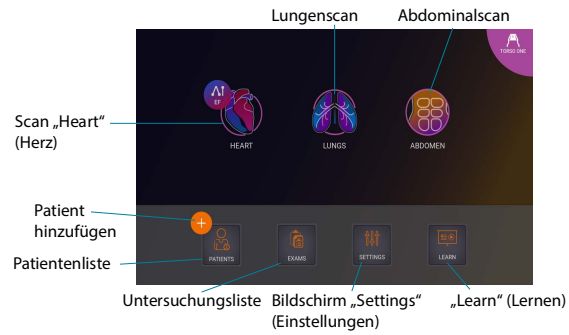 Lungenscan
Abdominalscan
TORSO ONE
AI
EF
Scan „Heart“
(Herz)
HEART
LUNGS
ABDOMEN
Patient
hinzufügen
+
Patientenliste
PATIENTS
EXAMS
SETTINGS
LEARN
Untersuchungsliste
Bildschirm „Settings“
(Einstellungen)
„Learn“ (Lernen)